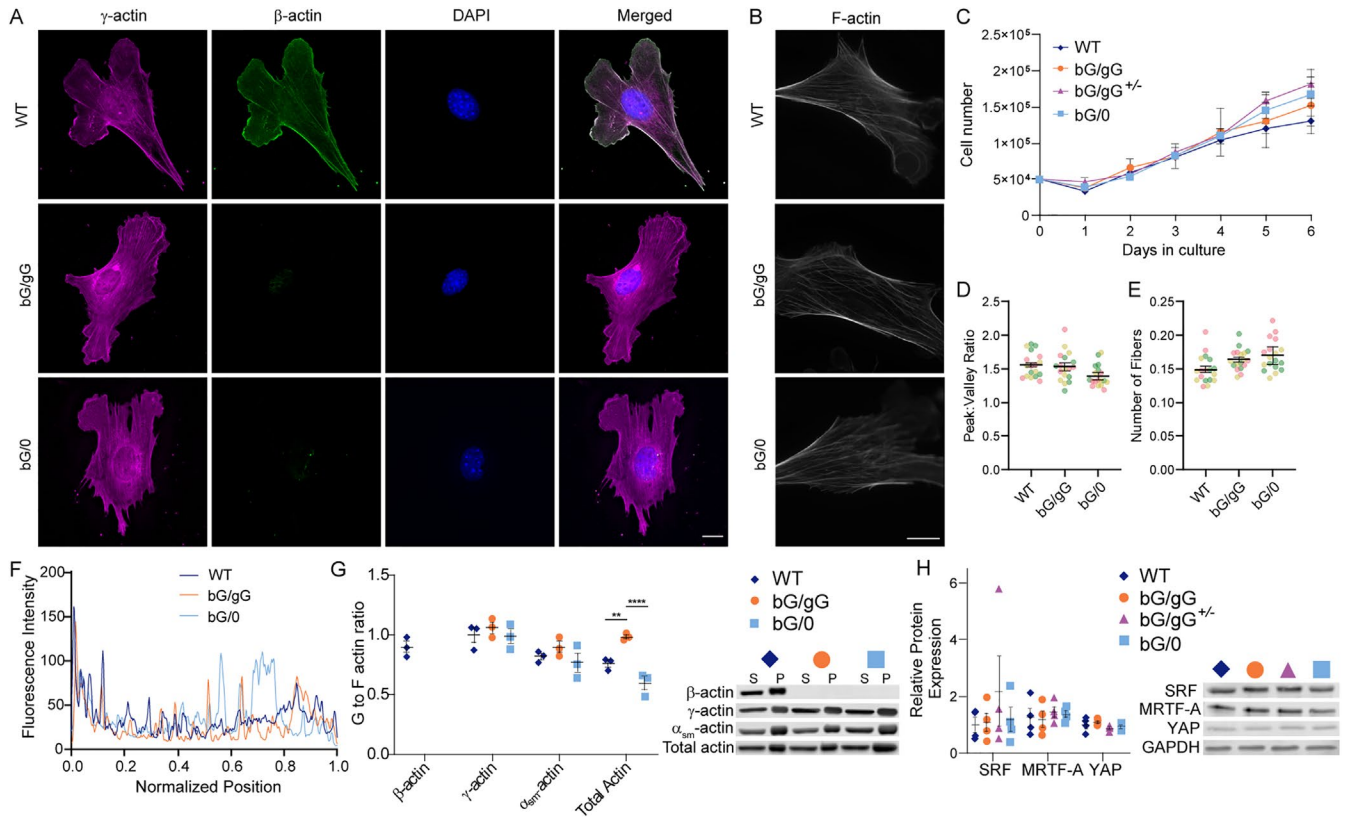 A
γ-actin
β-actin
DAPI
Merged
WT
bG/gG
bG/0
B
F-actin
WT
bG/gG
bG/0
C
2.5×10⁵
2×10⁵
1.5×10⁵
1×10⁵
5×10⁴
0
Cell number
WT
bG/gG
bG/gG⁺/⁻
bG/0
0 1 2 3 4 5 6
Days in culture
D
2.5
2.0
1.5
1.0
0.5
0.0
Peak:Valley Ratio
WT
bG/gG
bG/0
E
0.25
0.20
0.15
0.10
0.05
0.00
Number of Fibers
WT
bG/gG
bG/0
F
200
150
100
50
0
Fluorescence Intensity
WT
bG/gG
bG/0
0.0 0.2 0.4 0.6 0.8 1.0
Normalized Position
G
1.5
1.0
0.5
0.0
G to F actin ratio
** ****
β-actin
γ-actin
αsm-actin
Total Actin
WT
bG/gG
bG/0
S P S P S P
β-actin
γ-actin
αsm-actin
Total actin
H
6
4
2
0
Relative Protein
Expression
SRF MRTF-A YAP
WT
bG/gG
bG/gG⁺/⁻
bG/0
SRF
MRTF-A
YAP
GAPDH